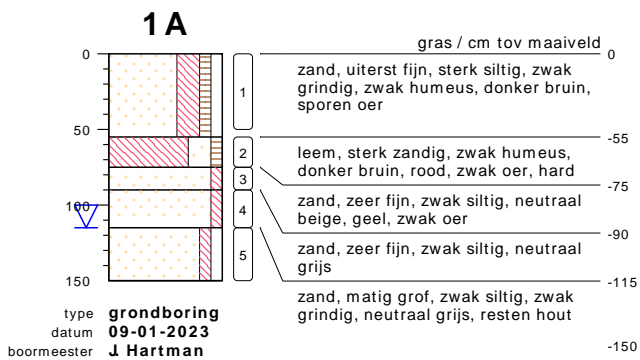 1 A
gras / cm tov maaiveld
0
0
zand, uiterst fijn, sterk siltig, zwak
grindig, zwak humeus, donker bruin,
sporen oer
1
50
-55
leem, sterk zandig, zwak humeus,
donker bruin, rood, zwak oer, hard
2
-75
3
zand, zeer fijn, zwak siltig, neutraal
beige, geel, zwak oer
100
4
-90
zand, zeer fijn, zwak siltig, neutraal
grijs
5
-115
150
zand, matig grof, zwak siltig, zwak
grindig, neutraal grijs, resten hout
-150
type grondboring
datum 09-01-2023
boormeester J. Hartman